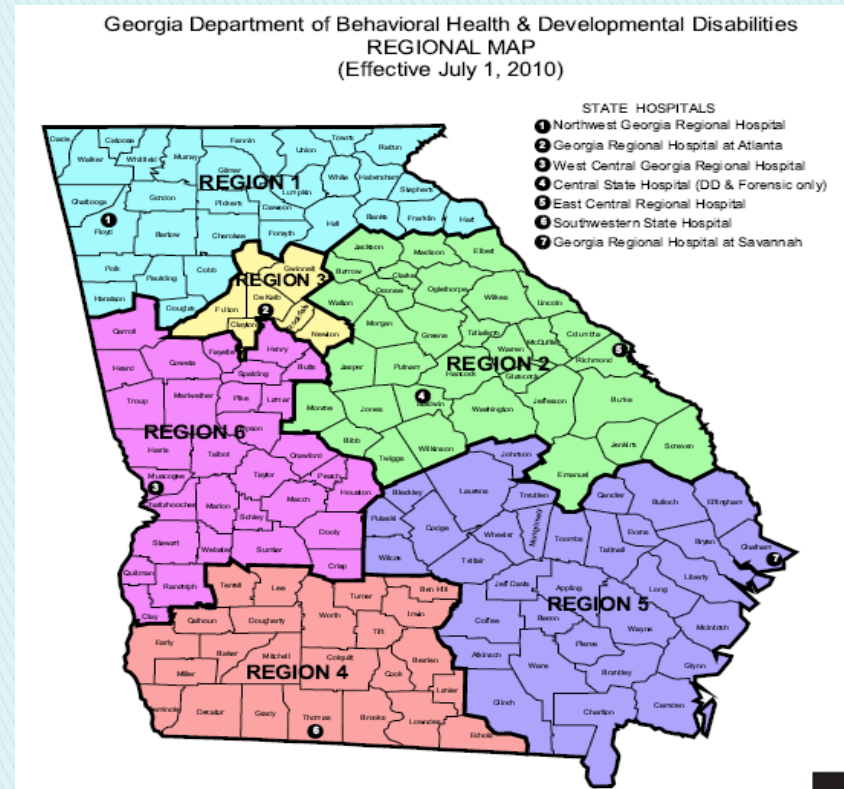 Georgia Department of Behavioral Health & Developmental Disabilities
REGIONAL MAP
(Effective July 1, 2010)
STATE HOSPITALS
1 Northwest Georgia Regional Hospital
2 Georgia Regional Hospital at Atlanta
3 West Central Georgia Regional Hospital
4 Central State Hospital (DD & Forensic only)
5 East Central Regional Hospital
6 Southwestern State Hospital
7 Georgia Regional Hospital at Savannah
REGION 1
Dade
Catoosa
Walker
Whitfield
Murray
Fannin
Union
Towns
Rabun
Gilmer
Lumpkin
White
Habersham
Stephens
Chattooga
Gordon
Pickens
Dawson
Hall
Banks
Franklin
Hart
1
Floyd
Bartow
Cherokee
Forsyth
Polk
Paulding
Cobb
Haralson
Douglas
REGION 3
Gwinnett
De Kalb
Fulton
2
Clayton
Newton
REGION 2
Jackson
Madison
Elbert
Barrow
Clarke
Oconee
Oglethorpe
Walton
Wilkes
Lincoln
Morgan
Greene
Taliaferro
McDuffie
Columbia
Warren
Richmond
Jasper
Putnam
Hancock
Glascock
4
Baldwin
Monroe
Jones
Washington
Jefferson
Burke
Bibb
Twiggs
Wilkinson
Jenkins
Screven
Emanuel
REGION 6
Carroll
Coweta
Fayette
Henry
Heard
Spalding
Butts
Troup
Meriwether
Pike
Lamar
Harris
Talbot
Crawford
Muscogee
3
Taylor
Peach
Houston
Marion
Macon
Schley
Dooly
Stewart
Webster
Sumter
Crisp
Quitman
Randolph
Clay
REGION 5
Johnson
Bleckley
Laurens
Treutlen
Candler
Bulloch
Effingham
Pulaski
Dodge
Wheeler
Toombs
Evans
Bryan
Chatham
7
Wilcox
Telfair
Tattnall
Liberty
Jeff Davis
Appling
Long
Coffee
Bacon
Wayne
McIntosh
Atkinson
Ware
Pierce
Brantley
Glynn
Clinch
Charlton
Camden
REGION 4
Terrell
Lee
Turner
Ben Hill
Calhoun
Dougherty
Worth
Irwin
Tift
Early
Baker
Mitchell
Colquitt
Berrien
Miller
Cook
Lanier
Decatur
Grady
Thomas
6
Brooks
Lowndes
Echols